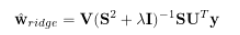 ŵ_ridge = V(S² + λI)⁻¹SUᵀy